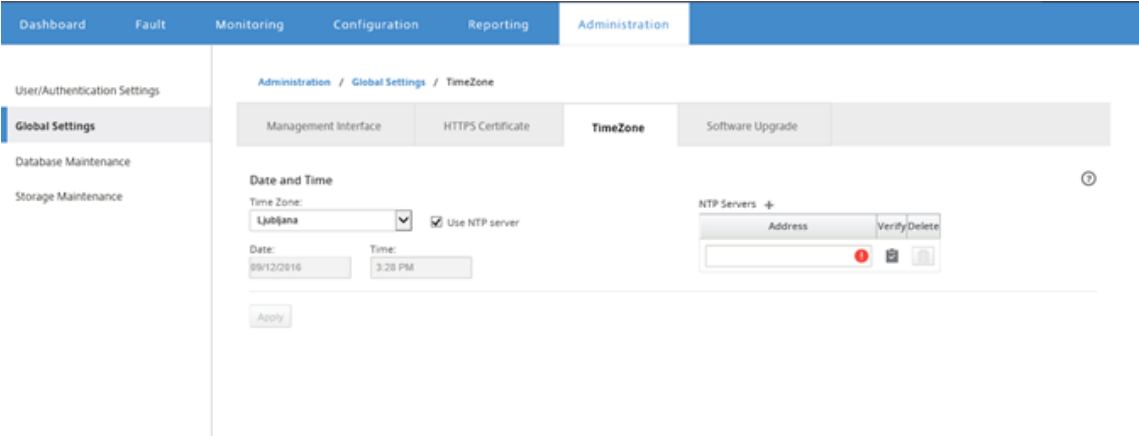 Dashboard Fault Monitoring Configuration Reporting Administration
User/Authentication Settings
Global Settings
Database Maintenance
Storage Maintenance
Administration / Global Settings / TimeZone
Management Interface HTTPS Certificate TimeZone Software Upgrade
Date and Time
Time Zone:
Ljubljana
Use NTP server
Date: Time:
09/12/2016 3:28 PM
NTP Servers +
Address Verify Delete
Apply